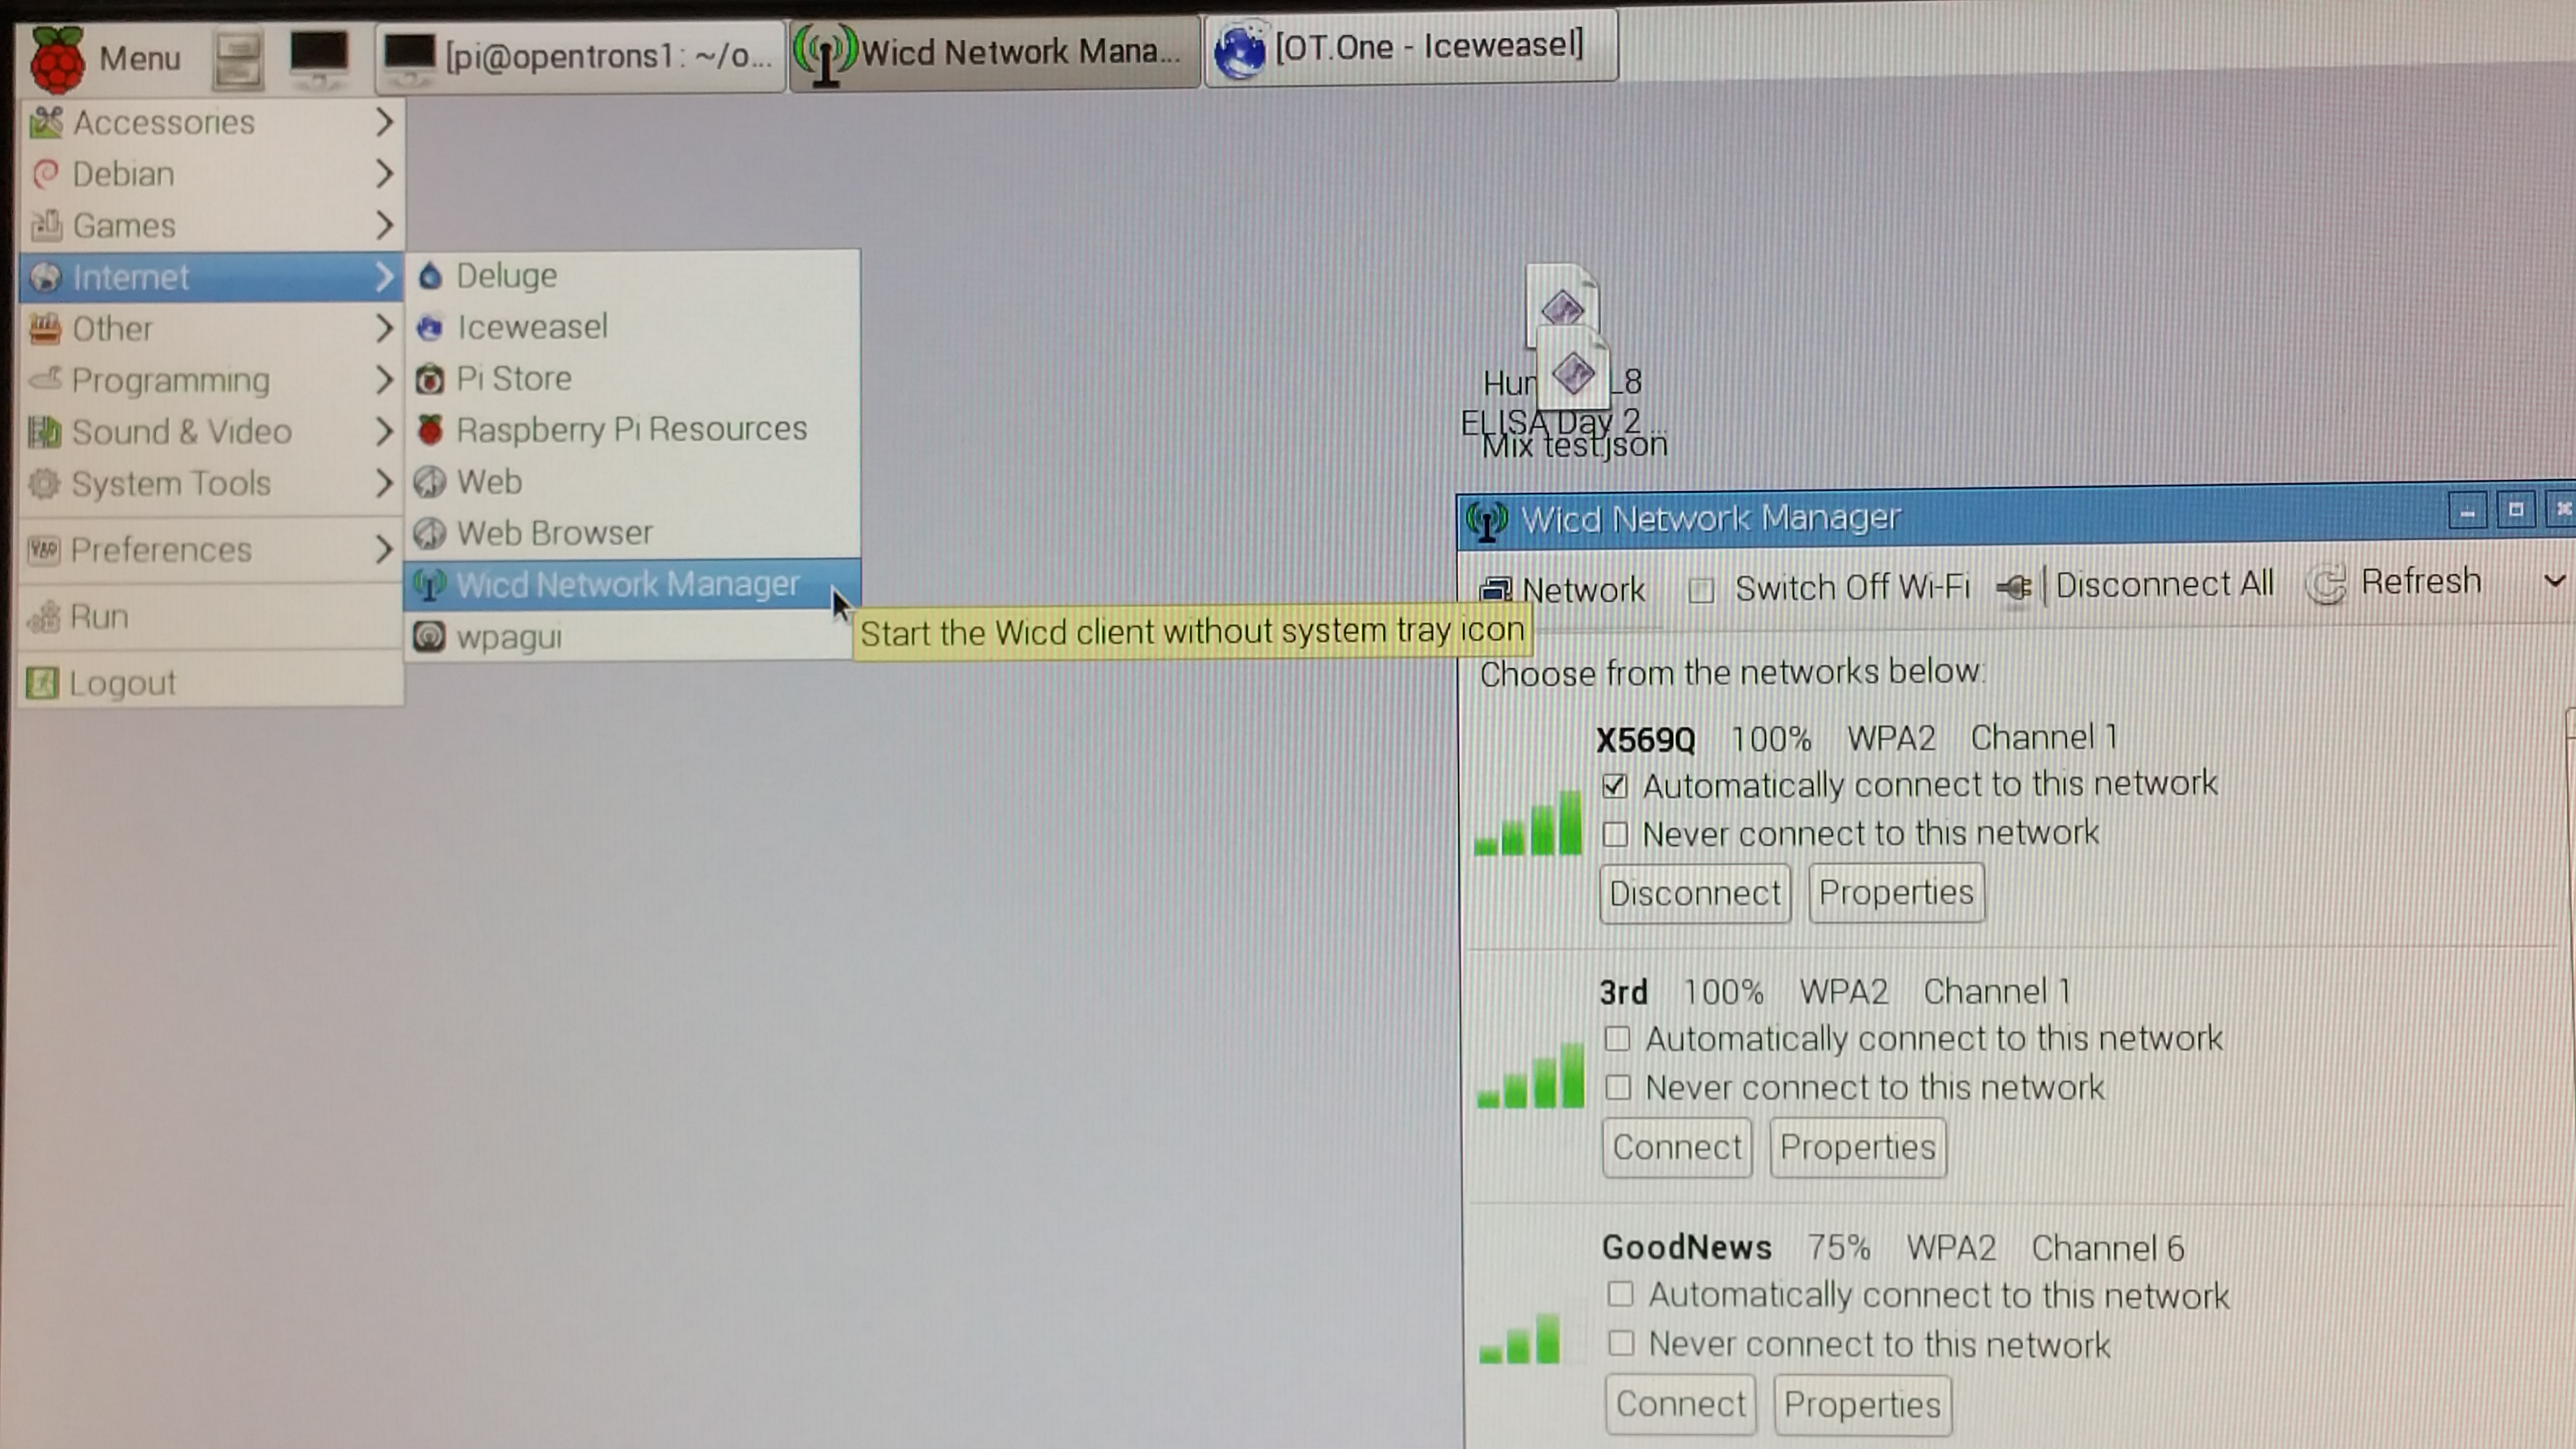 Menu
[pi@opentrons1: ~/o...
Wicd Network Mana...
[OT.One - Iceweasel]
Accessories
Debian
Games
Internet
Other
Programming
Sound & Video
System Tools
Preferences
Run
Logout
Deluge
Iceweasel
Pi Store
Raspberry Pi Resources
Web
Web Browser
Wicd Network Manager
wpagui
Start the Wicd client without system tray icon
ELISA Day 2 ...
Mix test.json
Wicd Network Manager
Network Switch Off Wi-Fi Disconnect All Refresh
Choose from the networks below:
X569Q 100% WPA2 Channel 1
Automatically connect to this network
Never connect to this network
Disconnect Properties
3rd 100% WPA2 Channel 1
Automatically connect to this network
Never connect to this network
Connect Properties
GoodNews 75% WPA2 Channel 6
Automatically connect to this network
Never connect to this network
Connect Properties